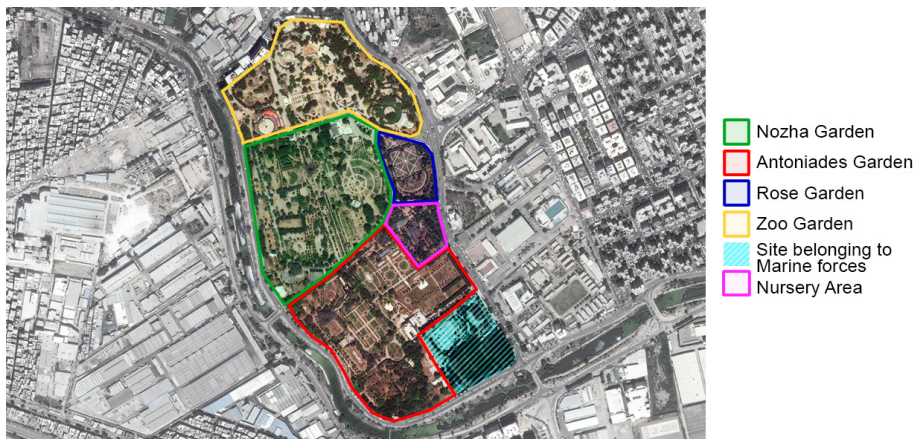 Nozha Garden
Antoniades Garden
Rose Garden
Zoo Garden
Site belonging to
Marine forces
Nursery Area